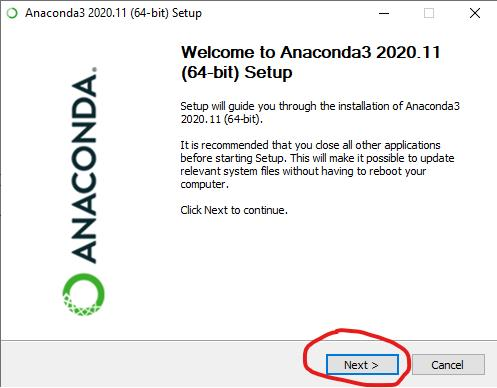 Anaconda3 2020.11 (64-bit) Setup
Welcome to Anaconda3 2020.11
(64-bit) Setup
Setup will guide you through the installation of Anaconda3
2020.11 (64-bit).
It is recommended that you close all other applications
before starting Setup. This will make it possible to update
relevant system files without having to reboot your
computer.
Click Next to continue.
ANACONDA.
Next >
Cancel